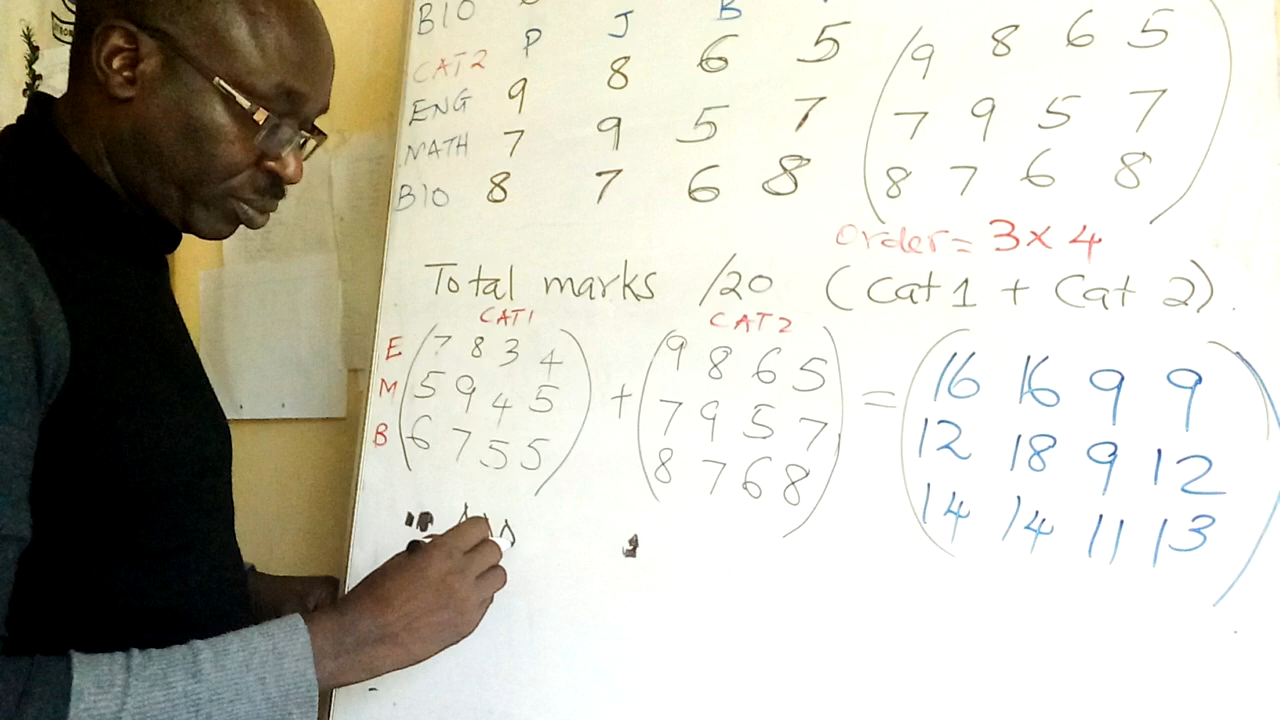 BIO
P J B
CAT2
ENG 9 8 6 5
MATH 7 9 5 7
BIO 8 7 6 8
9 8 6 5
7 9 5 7
8 7 6 8
Order = 3 x 4
Total marks /20 (Cat 1 + Cat 2).
CAT1 CAT2
E 7 8 3 4 + 9 8 6 5 = 16 16 9 9
M 5 9 4 5 7 9 5 7 12 18 9 12
B 6 7 5 5 8 7 6 8 14 14 11 13